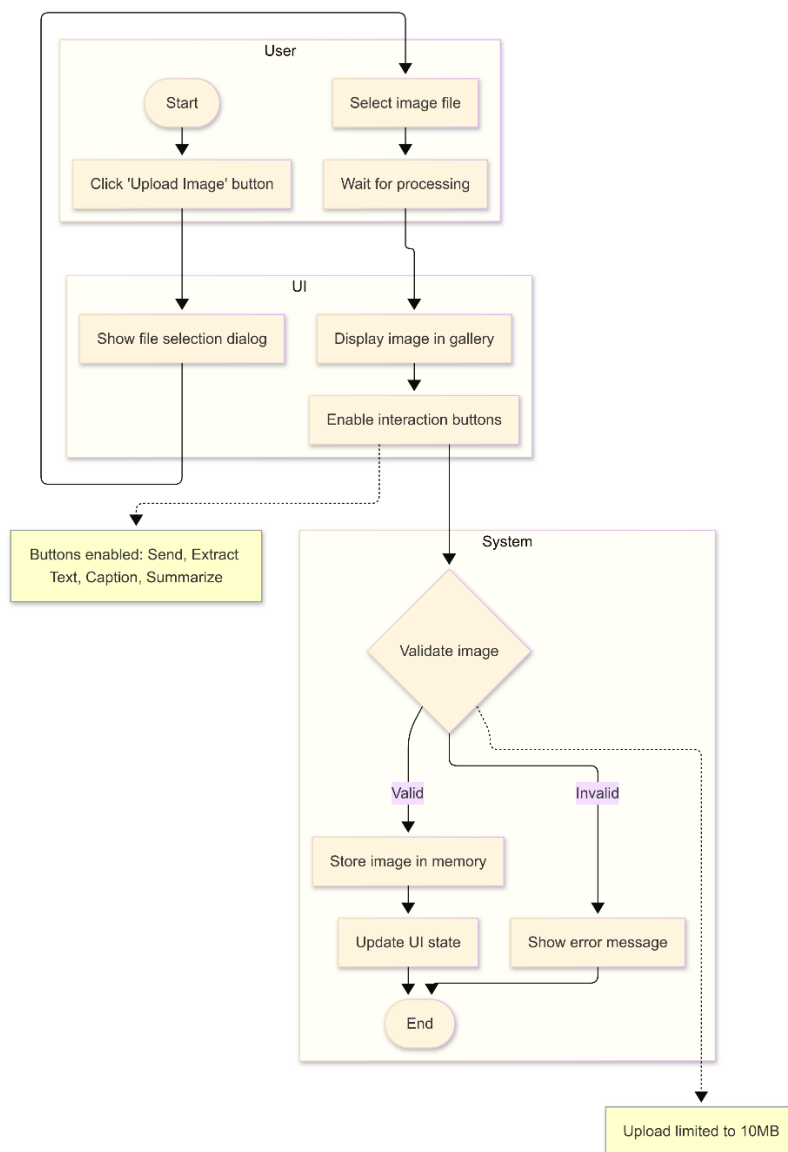 User
Start
Select image file
Click 'Upload Image' button
Wait for processing
UI
Show file selection dialog
Display image in gallery
Enable interaction buttons
Buttons enabled: Send, Extract
Text, Caption, Summarize
System
Validate image
Valid
Invalid
Store image in memory
Update UI state
Show error message
End
Upload limited to 10MB